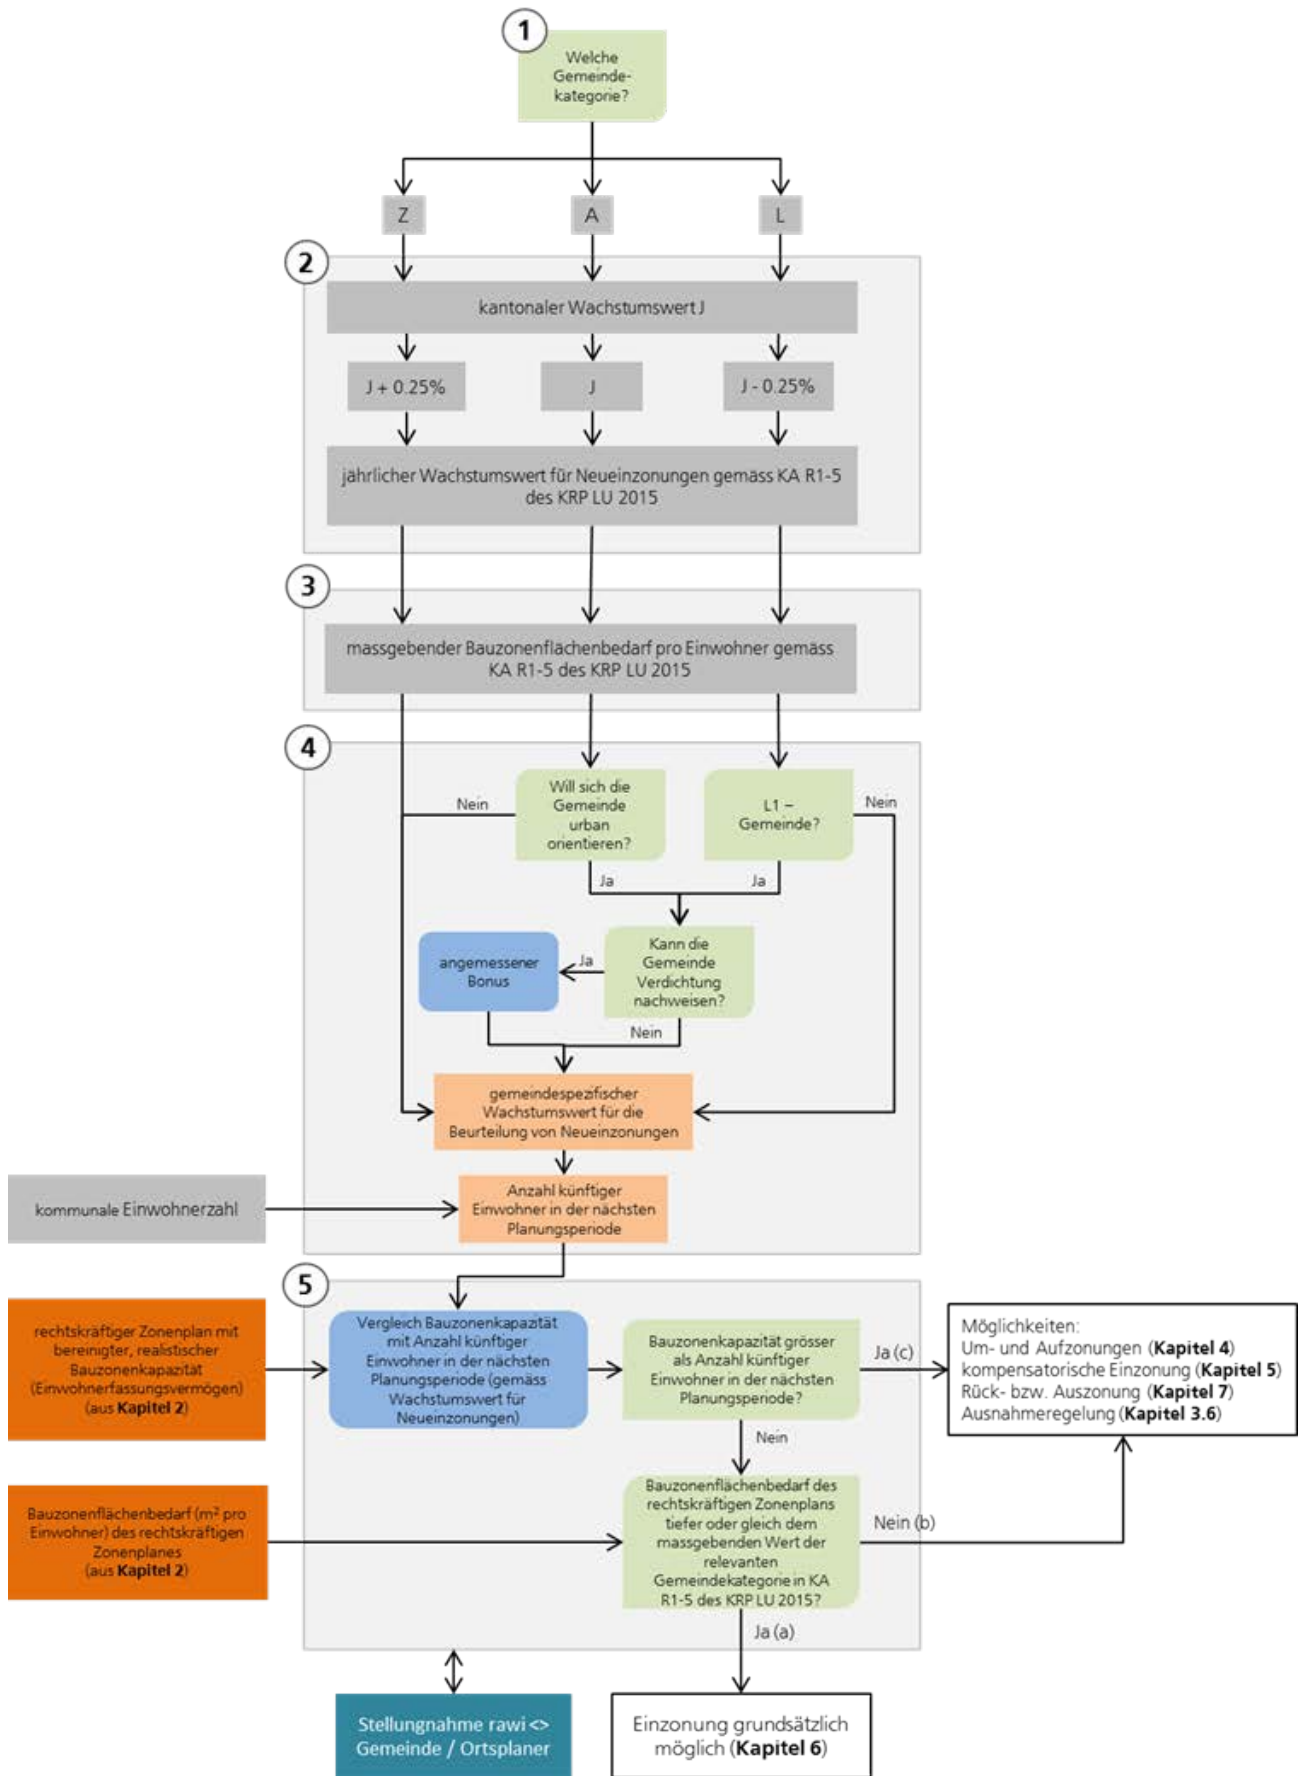 1
Welche
Gemeinde-
kategorie?
Z
A
L
2
kantonaler Wachstumswert J
J + 0.25%
J
J - 0.25%
jährlicher Wachstumswert für Neueinzonungen gemäss KA R1-5
des KRP LU 2015
3
massgebender Bauzonenflächenbedarf pro Einwohner gemäss
KA R1-5 des KRP LU 2015
4
Nein
Will sich die
Gemeinde
urban
orientieren?
L1 –
Gemeinde?
Nein
Ja
Ja
angemessener
Bonus
Ja
Kann die
Gemeinde
Verdichtung
nachweisen?
Nein
gemeindespezifischer
Wachstumswert für die
Beurteilung von Neueinzonungen
kommunale Einwohnerzahl
Anzahl künftiger
Einwohner in der nächsten
Planungsperiode
5
rechtskräftiger Zonenplan mit
bereinigter, realistischer
Bauzonenkapazität
(Einwohnerfassungsvermögen)
(aus Kapitel 2)
Vergleich Bauzonenkapazität
mit Anzahl künftiger
Einwohner in der nächsten
Planungsperiode (gemäss
Wachstumswert für
Neueinzonungen)
Bauzonenkapazität grösser
als Anzahl künftiger
Einwohner in der nächsten
Planungsperiode?
Ja (c)
Möglichkeiten:
Um- und Aufzonungen (Kapitel 4)
kompensatorische Einzonung (Kapitel 5)
Rück- bzw. Auszonung (Kapitel 7)
Ausnahmeregelung (Kapitel 3.6)
Nein
Bauzonenflächenbedarf (m² pro
Einwohner) des rechtskräftigen
Zonenplanes
(aus Kapitel 2)
Bauzonenflächenbedarf des
rechtskräftigen Zonenplans
tiefer oder gleich dem
massgebenden Wert der
relevanten
Gemeindekategorie in KA
R1-5 des KRP LU 2015?
Nein (b)
Ja (a)
Stellungnahme rawi <>
Gemeinde / Ortsplaner
Einzonung grundsätzlich
möglich (Kapitel 6)